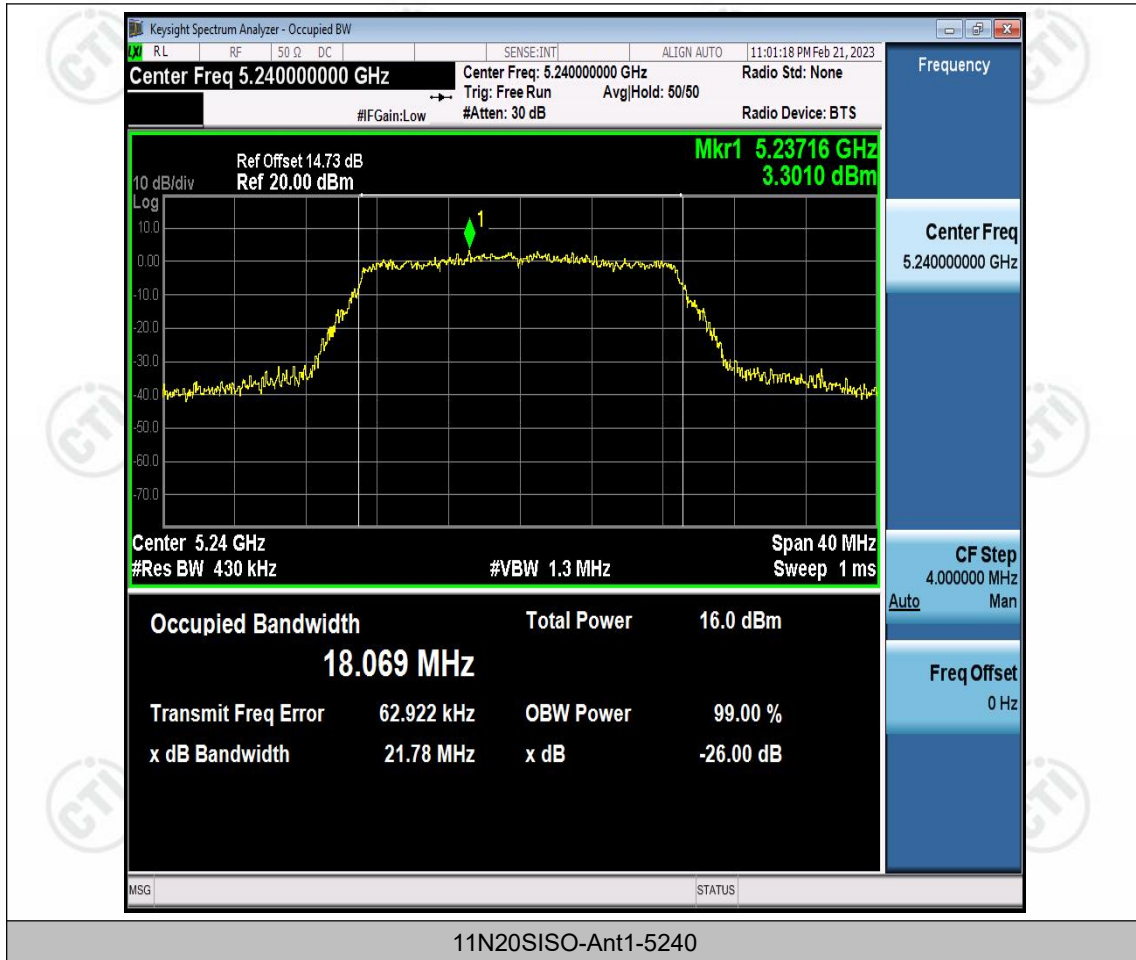 Keysight Spectrum Analyzer - Occupied BW
LXI RL RF 50 Ω DC SENSE:INT ALIGN AUTO 11:01:18 PM Feb 21, 2023
Center Freq 5.240000000 GHz
Center Freq: 5.240000000 GHz
Radio Std: None
Trig: Free Run Avg|Hold: 50/50
#IFGain:Low #Atten: 30 dB Radio Device: BTS
Frequency
Mkr1 5.23716 GHz
3.3010 dBm
Ref Offset 14.73 dB
10 dB/div Ref 20.00 dBm
Log
10.0
0.00
-10.0
-20.0
-30.0
-40.0
-50.0
-60.0
-70.0
1
Center 5.24 GHz Span 40 MHz
#Res BW 430 kHz #VBW 1.3 MHz Sweep 1 ms
Center Freq
5.240000000 GHz
CF Step
4.000000 MHz
Auto Man
Freq Offset
0 Hz
Occupied Bandwidth Total Power 16.0 dBm
18.069 MHz
Transmit Freq Error 62.922 kHz OBW Power 99.00 %
x dB Bandwidth 21.78 MHz x dB -26.00 dB
MSG STATUS
11N20SISO-Ant1-5240
CTI
CTI
CTI
CTI
CTI
CTI